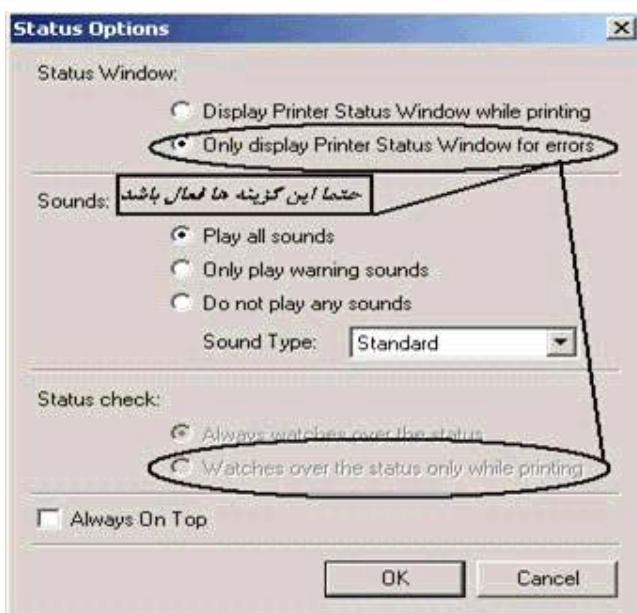 Status Options
Status Window:
Display Printer Status Window while printing
Only display Printer Status Window for errors
Sounds:
حتما این گزینه ها فعال باشد
Play all sounds
Only play warning sounds
Do not play any sounds
Sound Type: Standard
Status check:
Always watches over the status
Watches over the status only while printing
Always On Top
OK Cancel